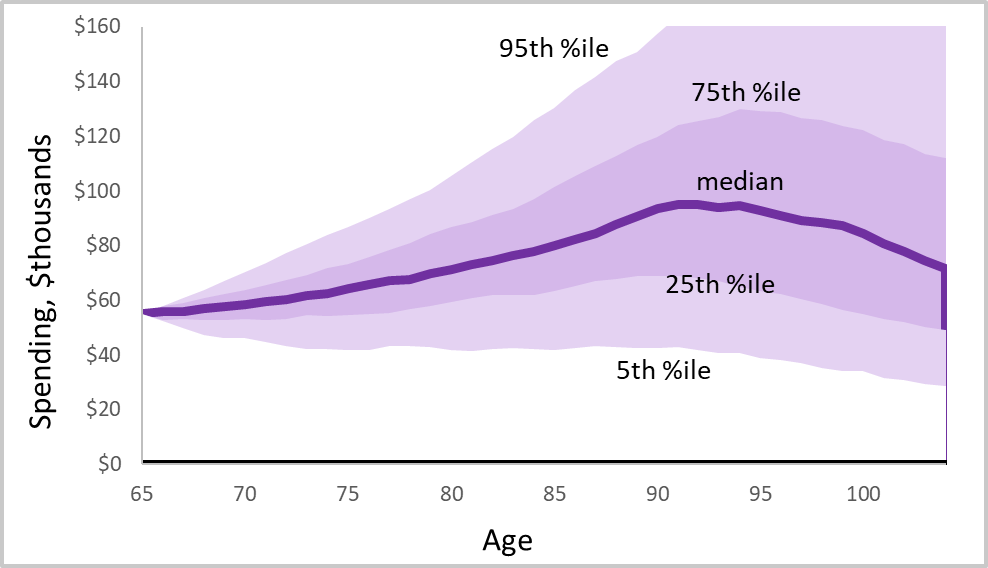 $160
$140
$120
$100
$80
$60
$40
$20
$0
Spending, $thousands
95th %ile
75th %ile
median
25th %ile
5th %ile
65 70 75 80 85 90 95 100
Age